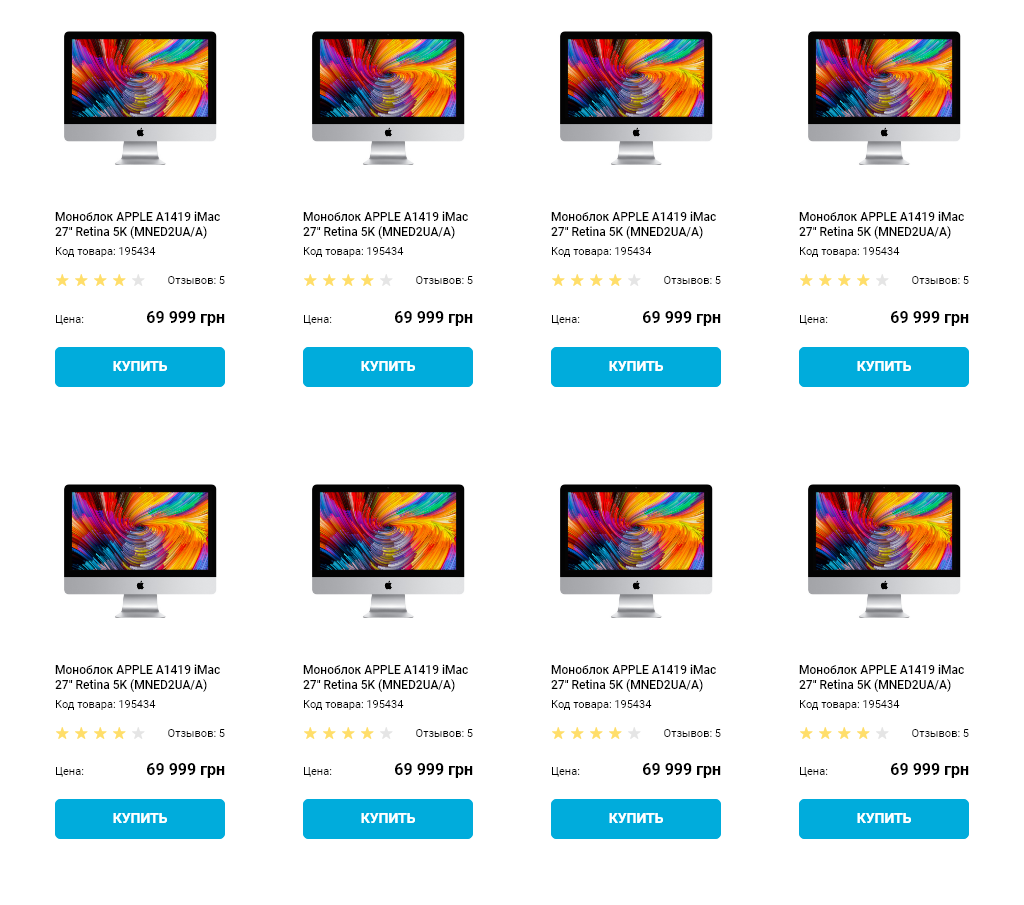 Моноблок APPLE A1419 iMac
27" Retina 5K (MNED2UA/A)
Код товара: 195434
Отзывов: 5
Цена: 69 999 грн
КУПИТЬ
Моноблок APPLE A1419 iMac
27" Retina 5K (MNED2UA/A)
Код товара: 195434
Отзывов: 5
Цена: 69 999 грн
КУПИТЬ
Моноблок APPLE A1419 iMac
27" Retina 5K (MNED2UA/A)
Код товара: 195434
Отзывов: 5
Цена: 69 999 грн
КУПИТЬ
Моноблок APPLE A1419 iMac
27" Retina 5K (MNED2UA/A)
Код товара: 195434
Отзывов: 5
Цена: 69 999 грн
КУПИТЬ
Моноблок APPLE A1419 iMac
27" Retina 5K (MNED2UA/A)
Код товара: 195434
Отзывов: 5
Цена: 69 999 грн
КУПИТЬ
Моноблок APPLE A1419 iMac
27" Retina 5K (MNED2UA/A)
Код товара: 195434
Отзывов: 5
Цена: 69 999 грн
КУПИТЬ
Моноблок APPLE A1419 iMac
27" Retina 5K (MNED2UA/A)
Код товара: 195434
Отзывов: 5
Цена: 69 999 грн
КУПИТЬ
Моноблок APPLE A1419 iMac
27" Retina 5K (MNED2UA/A)
Код товара: 195434
Отзывов: 5
Цена: 69 999 грн
КУПИТЬ